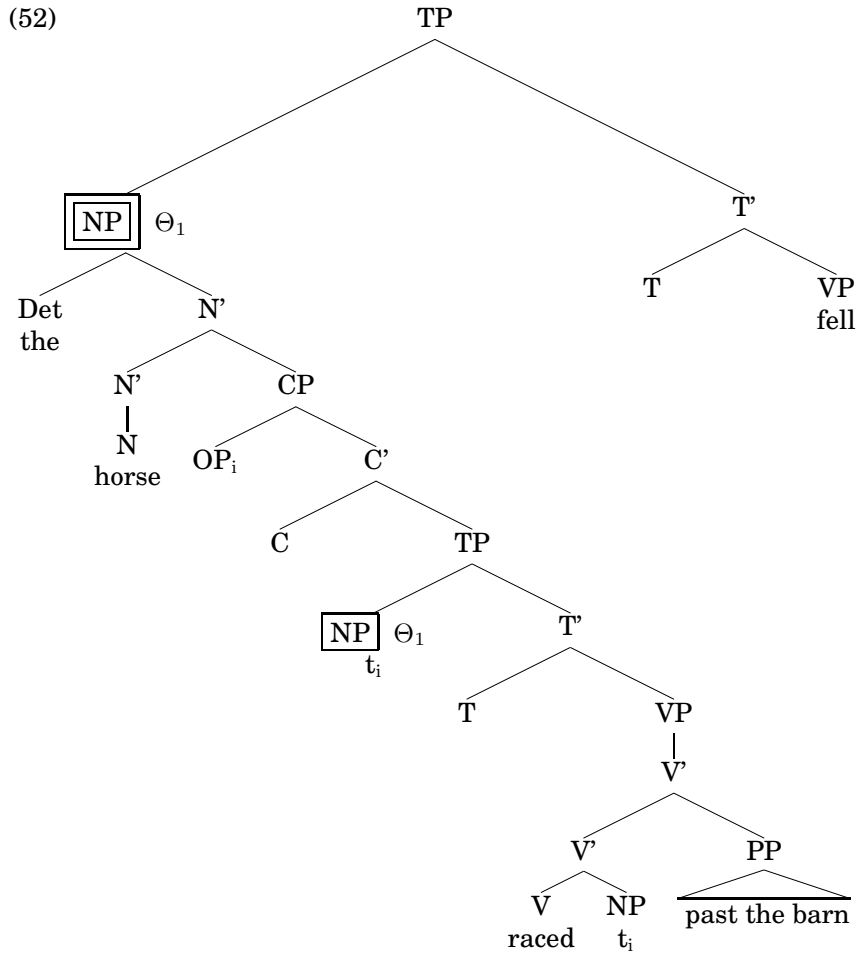 (52) TP
NP Θ₁ T'
Det N' T VP
the fell
N' CP
N OPᵢ C'
horse
C TP
NP Θ₁ T'
tᵢ
T VP
V'
V' PP
V NP past the barn
raced tᵢ